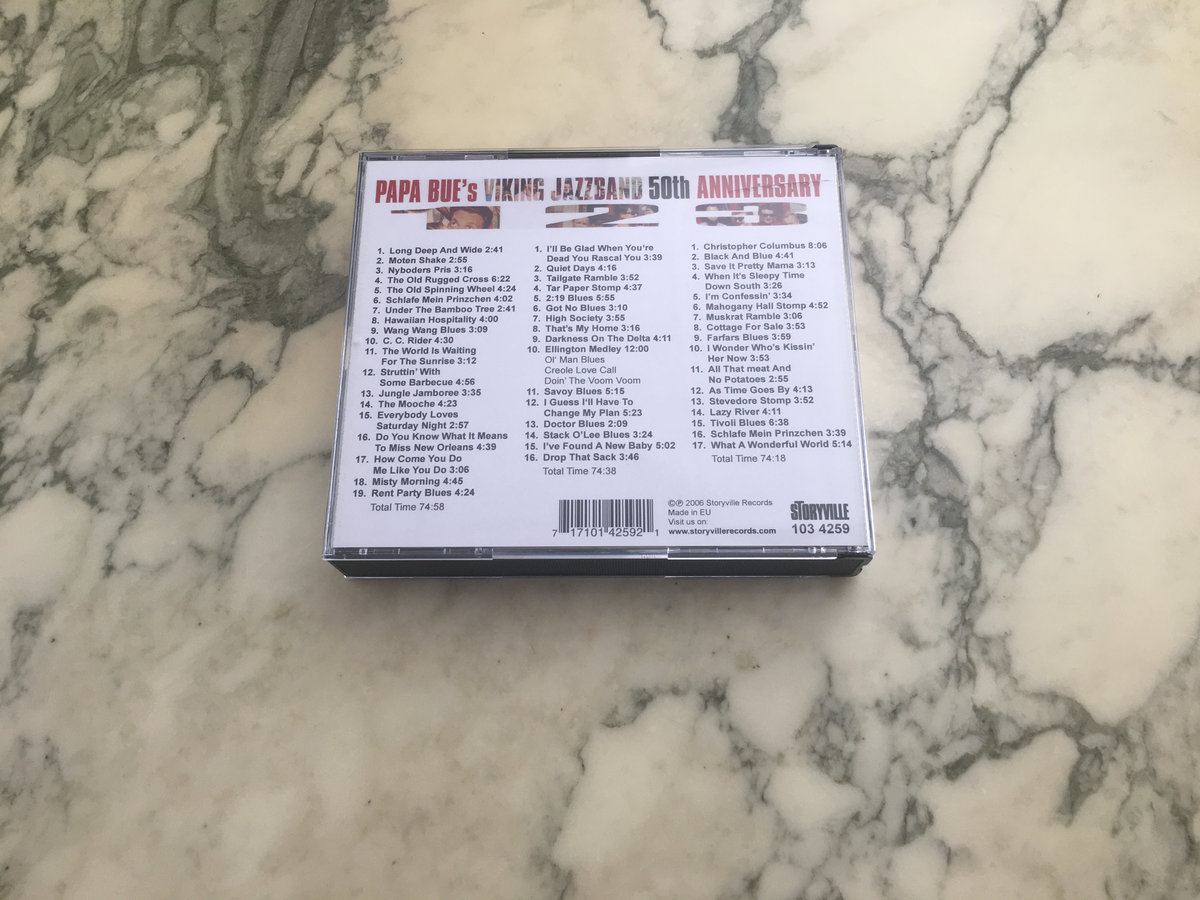 PAPA BUE's VIKING JAZZBAND 50th ANNIVERSARY
1
1. Long Deep And Wide 2:41
2. Moten Shake 2:55
3. Nyboders Pris 3:16
4. The Old Rugged Cross 6:22
5. The Old Spinning Wheel 4:24
6. Schlafe Mein Prinzchen 4:02
7. Under The Bamboo Tree 2:41
8. Hawaiian Hospitality 4:00
9. Wang Wang Blues 3:09
10. C. C. Rider 4:30
11. The World Is Waiting
For The Sunrise 3:12
12. Struttin' With
Some Barbecue 4:56
13. Jungle Jamboree 3:35
14. The Mooche 4:23
15. Everybody Loves
Saturday Night 2:57
16. Do You Know What It Means
To Miss New Orleans 4:39
17. How Come You Do
Me Like You Do 3:06
18. Misty Morning 4:45
19. Rent Party Blues 4:24
Total Time 74:58
2
1. I'll Be Glad When You're
Dead You Rascal You 3:39
2. Quiet Days 4:16
3. Tailgate Ramble 3:52
4. Tar Paper Stomp 4:37
5. 2:19 Blues 5:55
6. Got No Blues 3:10
7. High Society 3:55
8. That's My Home 3:16
9. Darkness On The Delta 4:11
10. Ellington Medley 12:00
Ol' Man Blues
Creole Love Call
Doin' The Voom Voom
11. Savoy Blues 5:15
12. I Guess I'll Have To
Change My Plan 5:23
13. Doctor Blues 2:09
14. Stack O'Lee Blues 3:24
15. I've Found A New Baby 5:02
16. Drop That Sack 3:46
Total Time 74:38
3
1. Christopher Columbus 8:06
2. Black And Blue 4:41
3. Save It Pretty Mama 3:13
4. When It's Sleepy Time
Down South 3:26
5. I'm Confessin' 3:34
6. Mahogany Hall Stomp 4:52
7. Muskrat Ramble 3:06
8. Cottage For Sale 3:53
9. Farfars Blues 3:59
10. I Wonder Who's Kissin'
Her Now 3:53
11. All That meat And
No Potatoes 2:55
12. As Time Goes By 4:13
13. Stevedore Stomp 3:52
14. Lazy River 4:11
15. Tivoli Blues 6:38
16. Schlafe Mein Prinzchen 3:39
17. What A Wonderful World 5:14
Total Time 74:18
7 17101 42592 1
©℗ 2006 Storyville Records
Made in EU
Visit us on:
www.storyvillerecords.com
STORYVILLE
103 4259